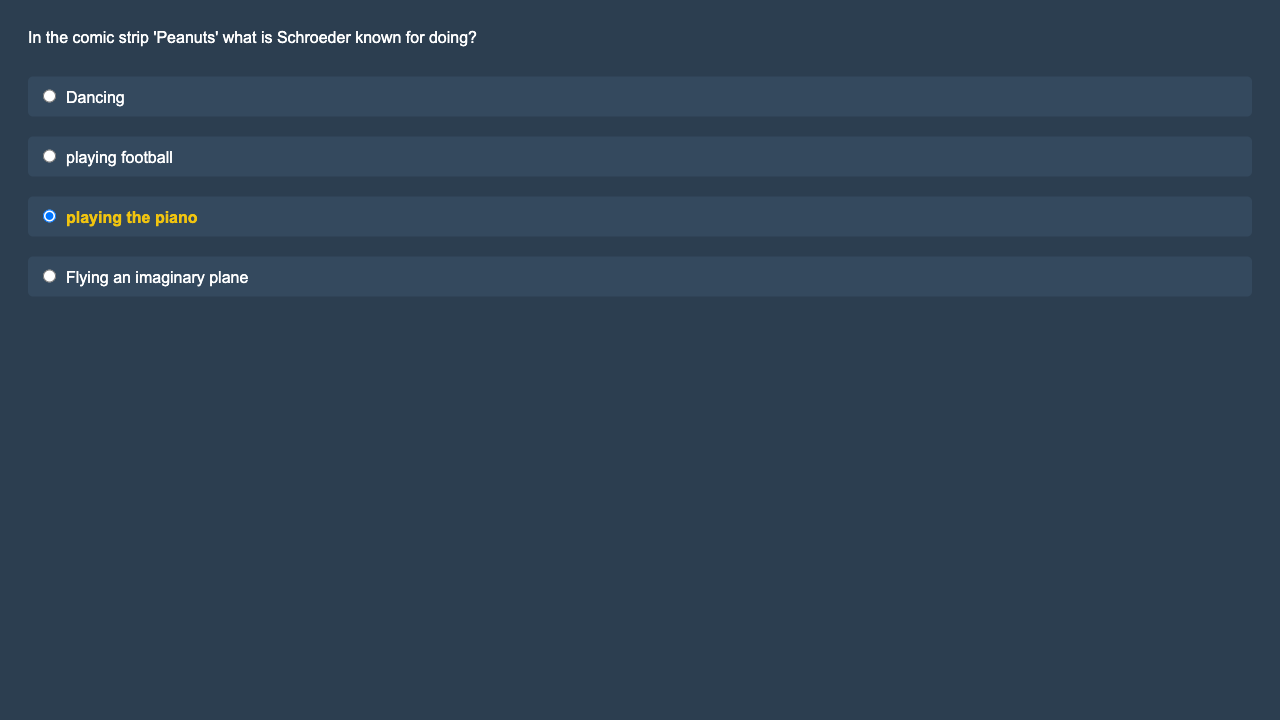 In the comic strip 'Peanuts' what is Schroeder known for doing?
Dancing
playing football
playing the piano
Flying an imaginary plane